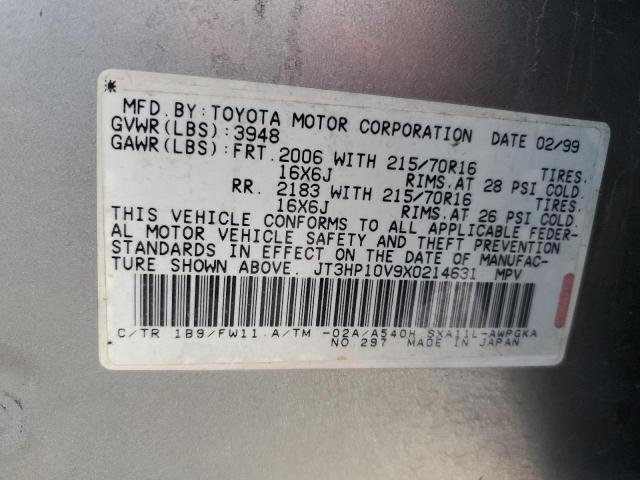 MFD.BY:TOYOTA MOTOR CORPORATION DATE 02/99
GVWR(LBS):3948
GAWR(LBS):FRT.2006 WITH 215/70R16 TIRES.
16X6J RIMS.AT 28 PSI COLD.
RR. 2183 WITH 215/70R16 TIRES.
16X6J RIMS.AT 26 PSI COLD.
THIS VEHICLE CONFORMS TO ALL APPLICABLE FEDER-
AL MOTOR VEHICLE SAFETY AND THEFT PREVENTION
STANDARDS IN EFFECT ON THE DATE OF MANUFAC-
TURE SHOWN ABOVE. JT3HP10V9X0214631 MPV
C/TR 1B9/FW11 A/TM -02A/A540H SXA11L-AWPGKA
NO.297 MADE IN JAPAN